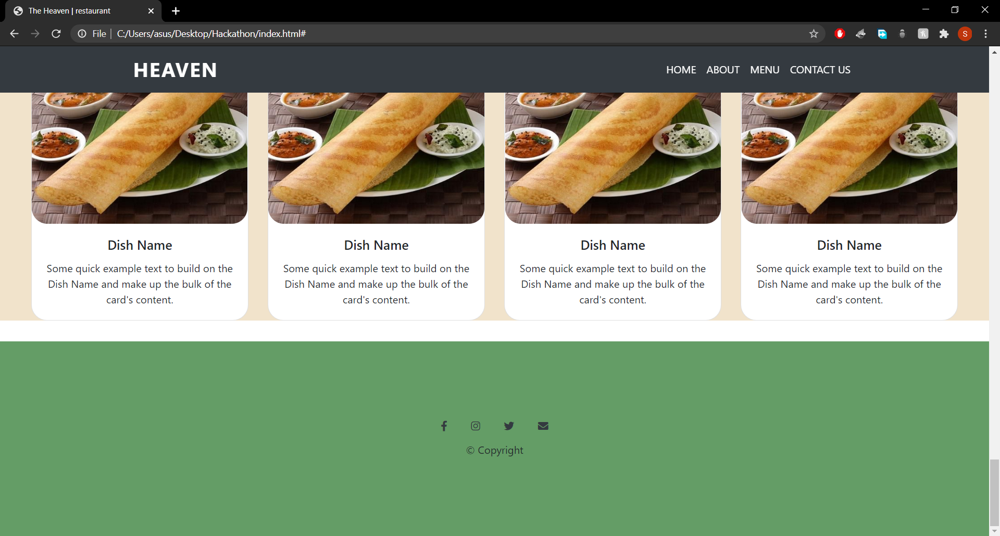 The Heaven | restaurant
File | C:/Users/asus/Desktop/Hackathon/index.html#
S
HEAVEN
HOME ABOUT MENU CONTACT US
Dish Name
Some quick example text to build on the
Dish Name and make up the bulk of the
card's content.
Dish Name
Some quick example text to build on the
Dish Name and make up the bulk of the
card's content.
Dish Name
Some quick example text to build on the
Dish Name and make up the bulk of the
card's content.
Dish Name
Some quick example text to build on the
Dish Name and make up the bulk of the
card's content.
© Copyright